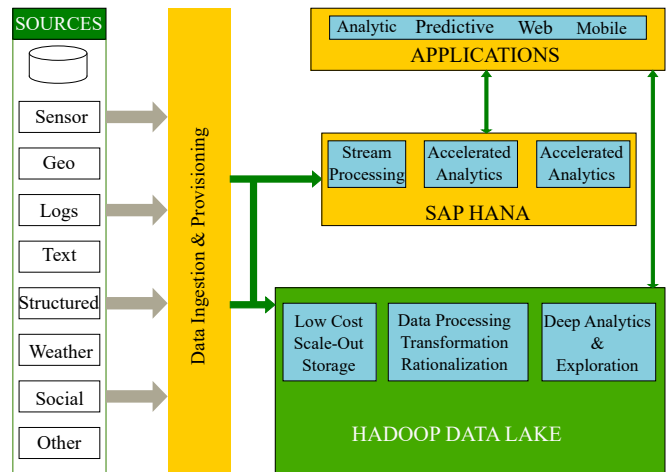 SOURCES
Sensor
Geo
Logs
Text
Structured
Weather
Social
Other
Data Ingestion & Provisioning
Analytic Predictive Web Mobile
APPLICATIONS
Stream
Processing
Accelerated
Analytics
Accelerated
Analytics
SAP HANA
Low Cost
Scale-Out
Storage
Data Processing
Transformation
Rationalization
Deep Analytics
&
Exploration
HADOOP DATA LAKE